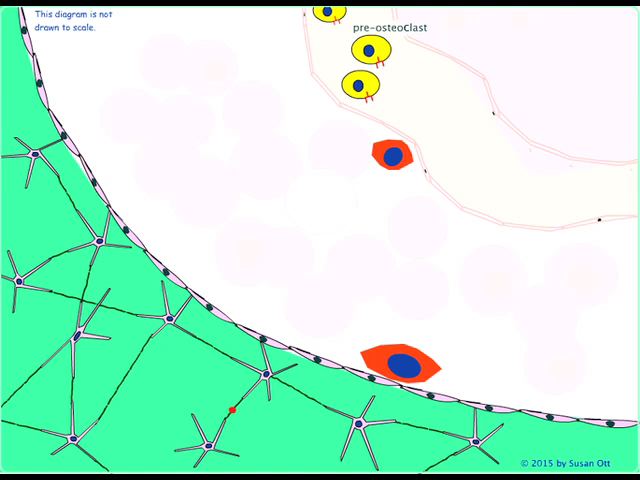 This diagram is not
drawn to scale.
pre-osteoclast
© 2015 by Susan Ott